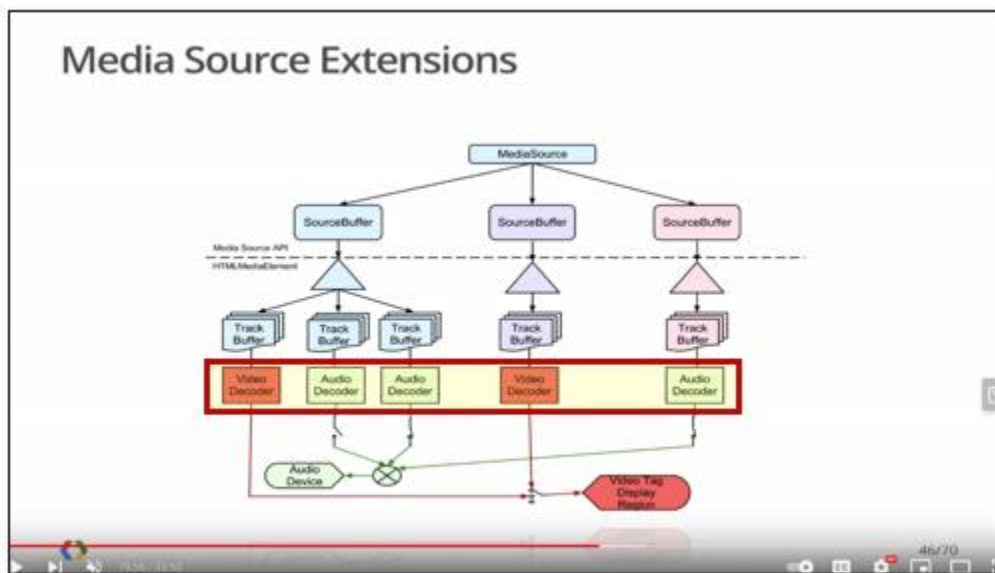 Media Source Extensions
MediaSource
SourceBuffer SourceBuffer SourceBuffer
Media Source API
HTMLMediaElement
Track Buffer Track Buffer Track Buffer Track Buffer Track Buffer
Video Decoder Audio Decoder Audio Decoder Video Decoder Audio Decoder
Audio Device
Video Tag Display Region
46/70